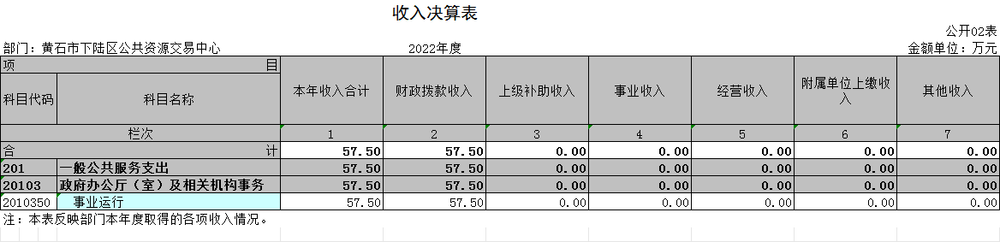 收入决算表
公开02表
部门：黄石市下陆区公共资源交易中心 2022年度 金额单位：万元
项 目 本年收入合计 财政拨款收入 上级补助收入 事业收入 经营收入 附属单位上缴收入 其他收入
科目代码 科目名称
栏次 1 2 3 4 5 6 7
合 计 57.50 57.50 0.00 0.00 0.00 0.00 0.00
201 一般公共服务支出 57.50 57.50 0.00 0.00 0.00 0.00 0.00
20103 政府办公厅（室）及相关机构事务 57.50 57.50 0.00 0.00 0.00 0.00 0.00
2010350 事业运行 57.50 57.50 0.00 0.00 0.00 0.00 0.00
注：本表反映部门本年度取得的各项收入情况。